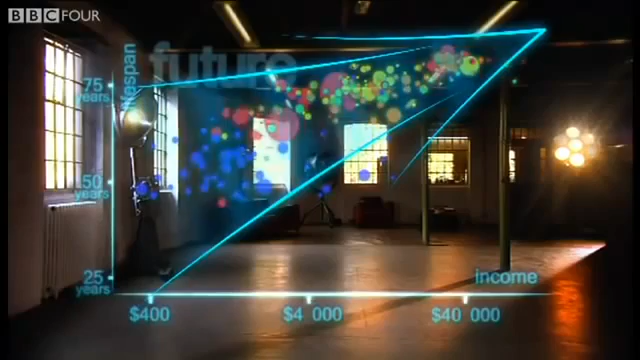 BBC FOUR
future
lifespan
75
years
50
years
25
years
income
$400
$4 000
$40 000